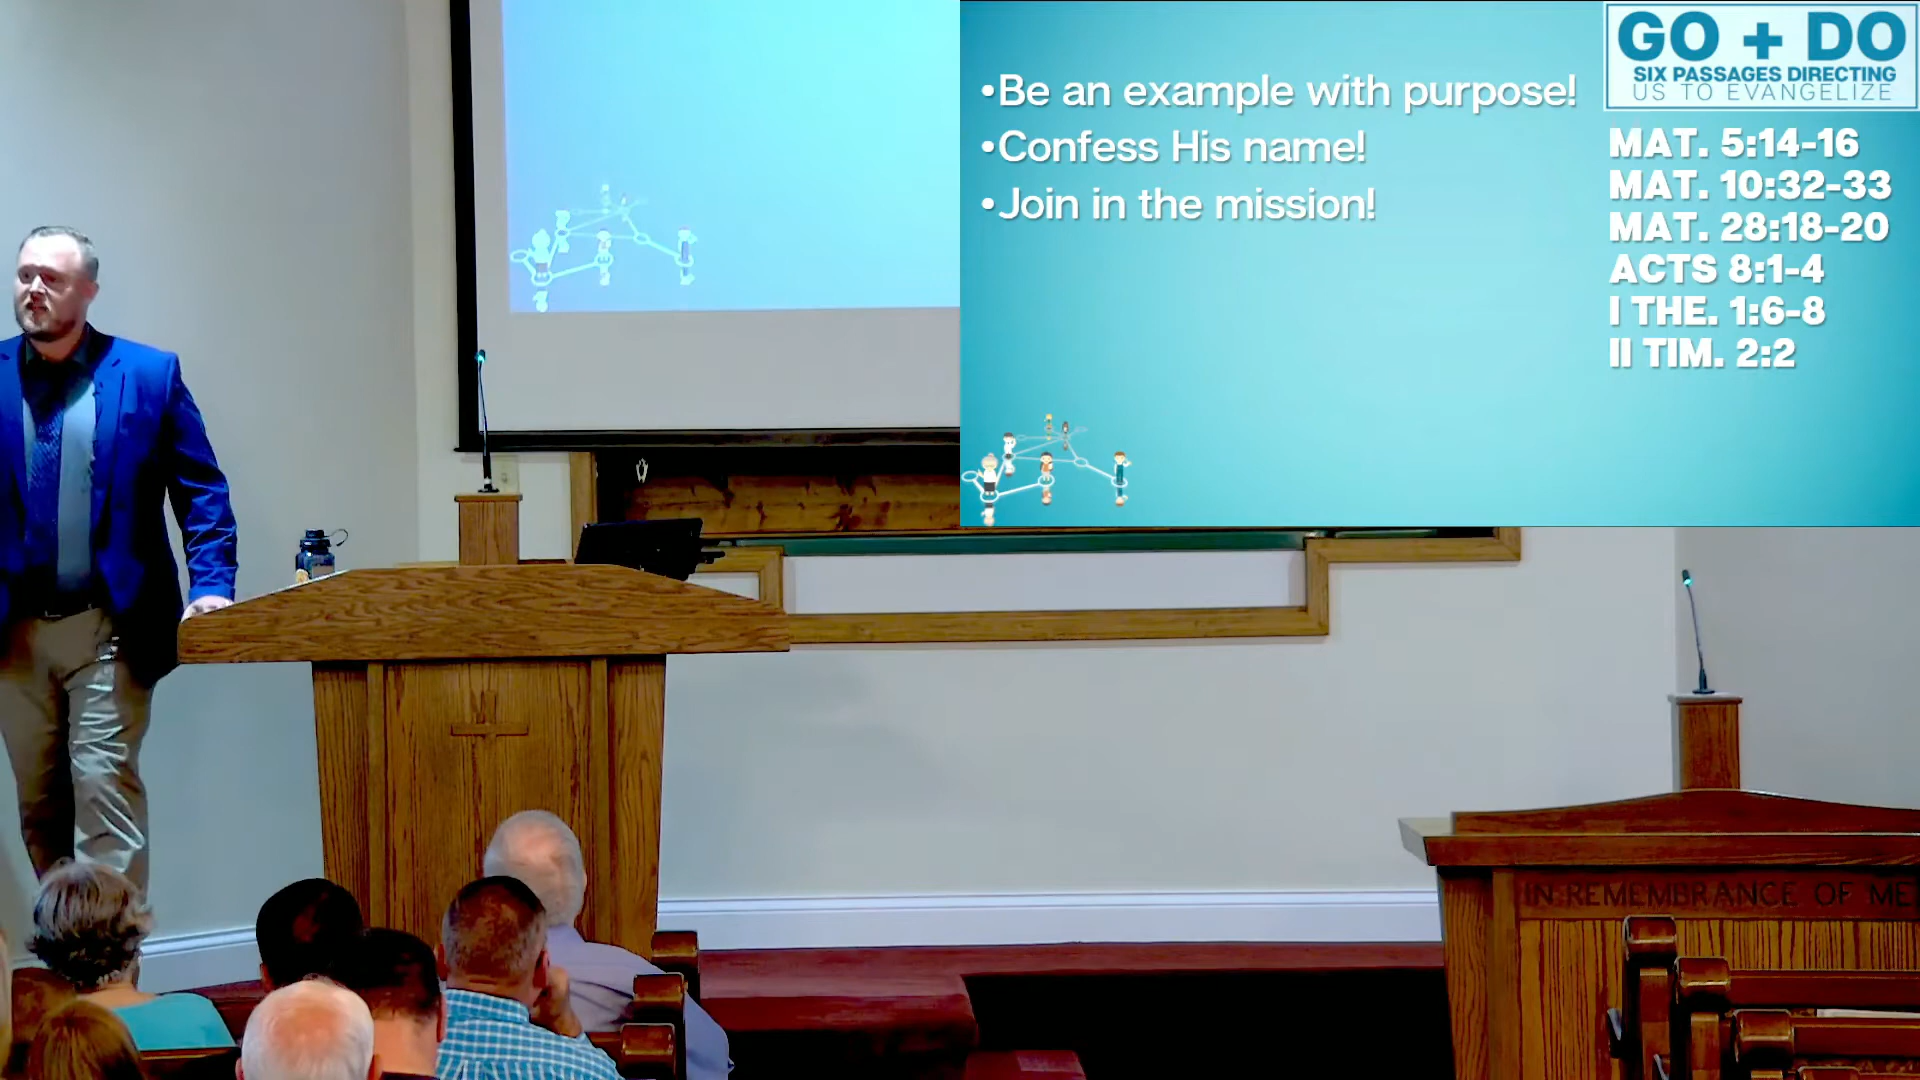 GO + DO
SIX PASSAGES DIRECTING
US TO EVANGELIZE
•Be an example with purpose!
•Confess His name!
•Join in the mission!
MAT. 5:14-16
MAT. 10:32-33
MAT. 28:18-20
ACTS 8:1-4
I THE. 1:6-8
II TIM. 2:2
IN REMEMBRANCE OF ME